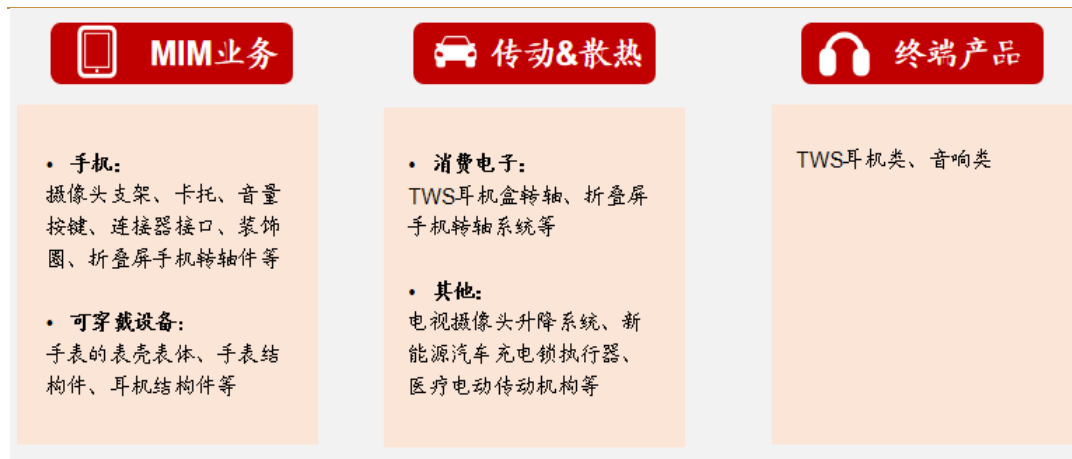 MIM业务
• 手机:
摄像头支架、卡托、音量
按键、连接器接口、装饰
圈、折叠屏手机转轴件等
• 可穿戴设备:
手表的表壳表体、手表结
构件、耳机结构件等
传动&散热
• 消费电子:
TWS耳机盒转轴、折叠屏
手机转轴系统等
• 其他:
电视摄像头升降系统、新
能源汽车充电锁执行器、
医疗电动传动机构等
终端产品
TWS耳机类、音响类